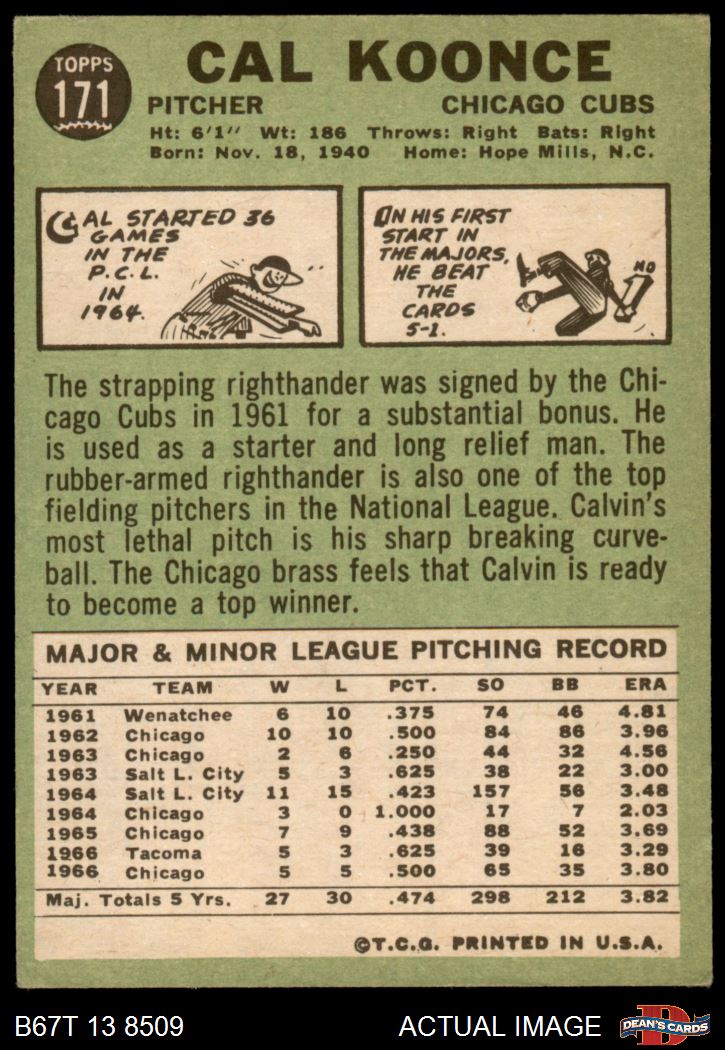 TOPPS
171
CAL KOONCE
PITCHER CHICAGO CUBS
Ht: 6'1" Wt: 186 Throws: Right Bats: Right
Born: Nov. 18, 1940 Home: Hope Mills, N.C.
CAL STARTED 36
GAMES
IN THE
P.C.L.
IN
1964.
ON HIS FIRST
START IN
THE MAJORS,
HE BEAT
THE
CARDS
5-1.
NO
The strapping righthander was signed by the Chi-
cago Cubs in 1961 for a substantial bonus. He
is used as a starter and long relief man. The
rubber-armed righthander is also one of the top
fielding pitchers in the National League. Calvin's
most lethal pitch is his sharp breaking curve-
ball. The Chicago brass feels that Calvin is ready
to become a top winner.
MAJOR & MINOR LEAGUE PITCHING RECORD
YEAR TEAM W L PCT. SO BB ERA
1961 Wenatchee 6 10 .375 74 46 4.81
1962 Chicago 10 10 .500 84 86 3.96
1963 Chicago 2 6 .250 44 32 4.56
1963 Salt L. City 5 3 .625 38 22 3.00
1964 Salt L. City 11 15 .423 157 56 3.48
1964 Chicago 3 0 1.000 17 7 2.03
1965 Chicago 7 9 .438 88 52 3.69
1966 Tacoma 5 3 .625 39 16 3.29
1966 Chicago 5 5 .500 65 35 3.80
Maj. Totals 5 Yrs. 27 30 .474 298 212 3.82
©T.C.G. PRINTED IN U.S.A.
B67T 13 8509 ACTUAL IMAGE DEAN'S CARDS